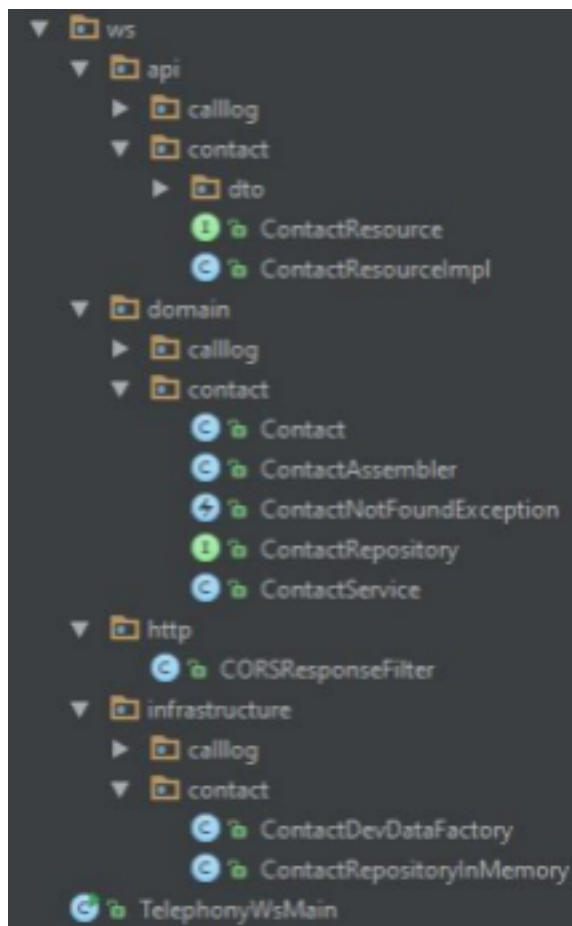 ws
api
calllog
contact
dto
ContactResource
ContactResourceImpl
domain
calllog
contact
Contact
ContactAssembler
ContactNotFoundException
ContactRepository
ContactService
http
CORSResponseFilter
infrastructure
calllog
contact
ContactDevDataFactory
ContactRepositoryInMemory
TelephonyWsMain